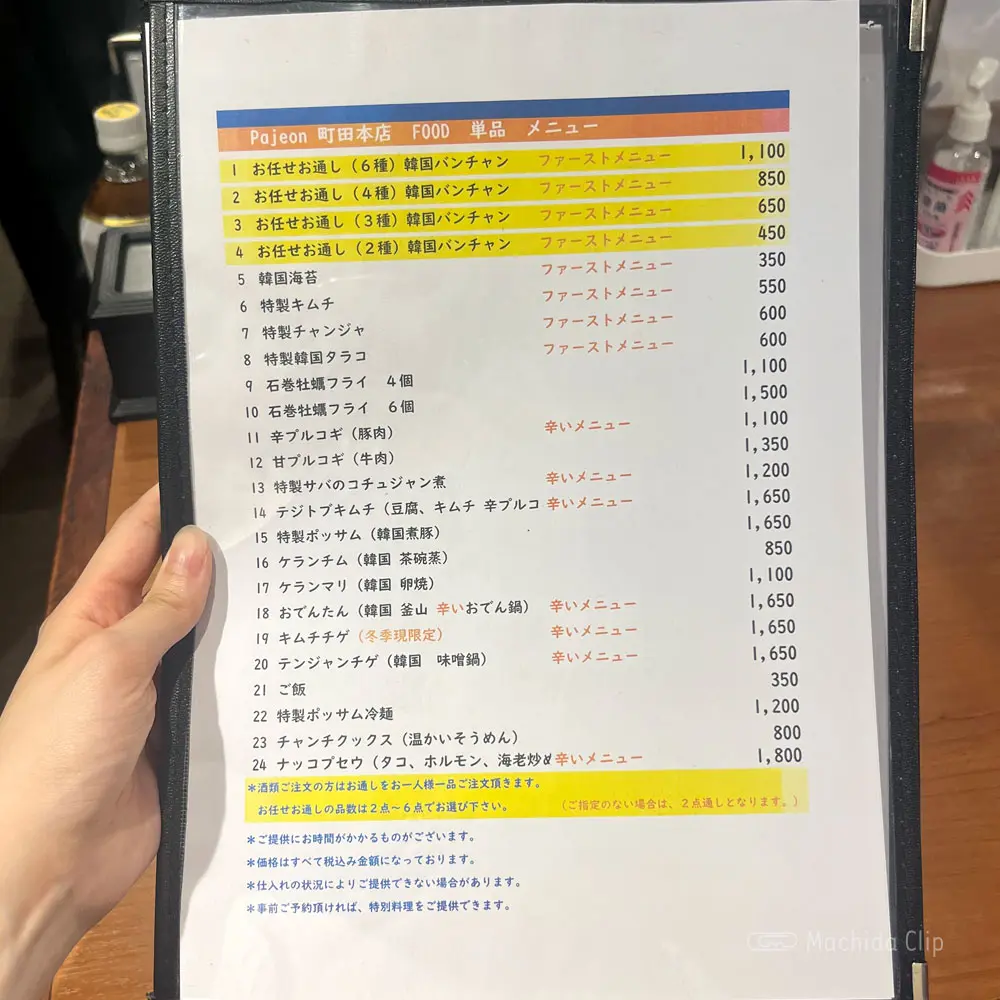 Pajeon 町田本店 FOOD 単品 メニュー
1 お任せお通し（６種）韓国バンチャン ファーストメニュー 1,100
2 お任せお通し（４種）韓国バンチャン ファーストメニュー 850
3 お任せお通し（３種）韓国バンチャン ファーストメニュー 650
4 お任せお通し（２種）韓国バンチャン ファーストメニュー 450
5 韓国海苔 ファーストメニュー 350
6 特製キムチ ファーストメニュー 550
7 特製チャンジャ ファーストメニュー 600
8 特製韓国タラコ ファーストメニュー 600
9 石巻牡蠣フライ ４個 1,100
10 石巻牡蠣フライ ６個 1,500
11 辛プルコギ（豚肉） 辛いメニュー 1,100
12 甘プルコギ（牛肉） 1,350
13 特製サバのコチュジャン煮 辛いメニュー 1,200
14 テジトブキムチ（豆腐、キムチ 辛プルコ 辛いメニュー 1,650
15 特製ポッサム（韓国煮豚） 1,650
16 ケランチム（韓国 茶碗蒸） 850
17 ケランマリ（韓国 卵焼） 1,100
18 おでんたん（韓国 釜山 辛いおでん鍋） 辛いメニュー 1,650
19 キムチチゲ（冬季現限定） 辛いメニュー 1,650
20 テンジャンチゲ（韓国 味噌鍋） 辛いメニュー 1,650
21 ご飯 350
22 特製ポッサム冷麺 1,200
23 チャンチクックス（温かいそうめん） 800
24 ナッコプセウ（タコ、ホルモン、海老炒め 辛いメニュー 1,800
＊酒類ご注文の方はお通しをお一人様一品ご注文頂きます。
お任せお通しの品数は２点～６点でお選び下さい。 （ご指定のない場合は、２点通しとなります。）
＊ご提供にお時間がかかるものがございます。
＊価格はすべて税込み金額になっております。
＊仕入れの状況によりご提供できない場合があります。
＊事前ご予約頂ければ、特別料理をご提供できます。
Machida Clip